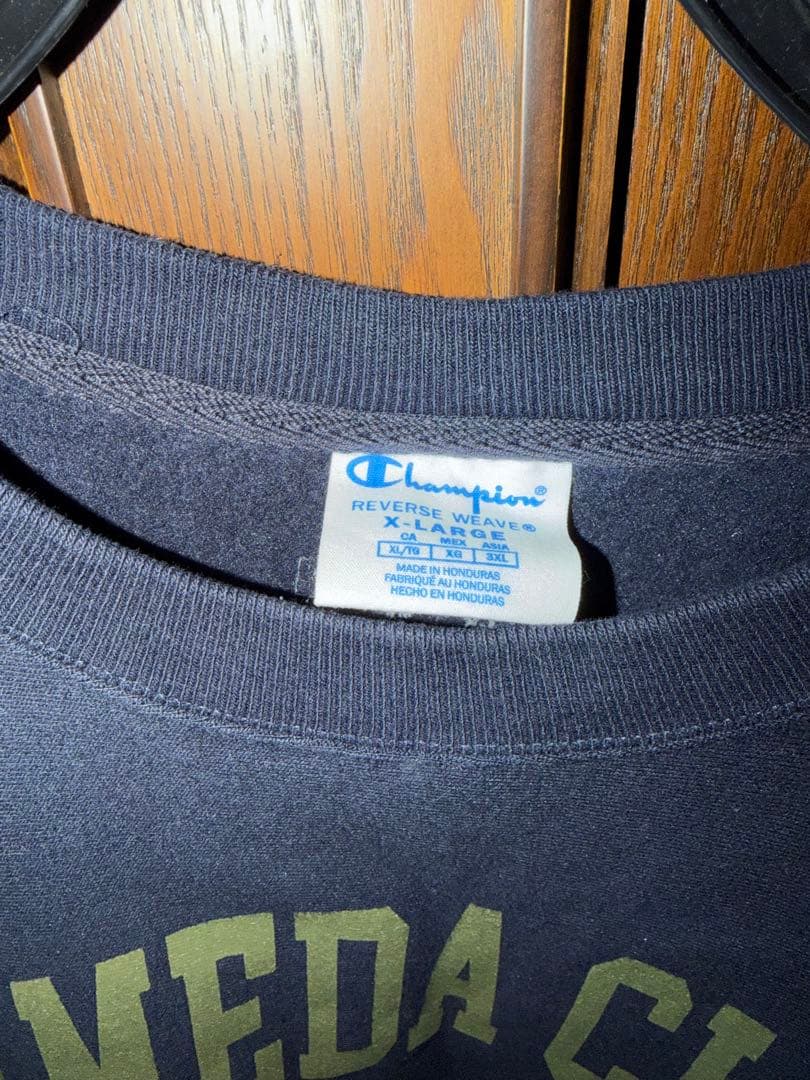 Champion®
REVERSE WEAVE®
X-LARGE
CA MEX ASIA
XL/TG XG 3XL
MADE IN HONDURAS
FABRIQUÉ AU HONDURAS
HECHO EN HONDURAS
MEDA